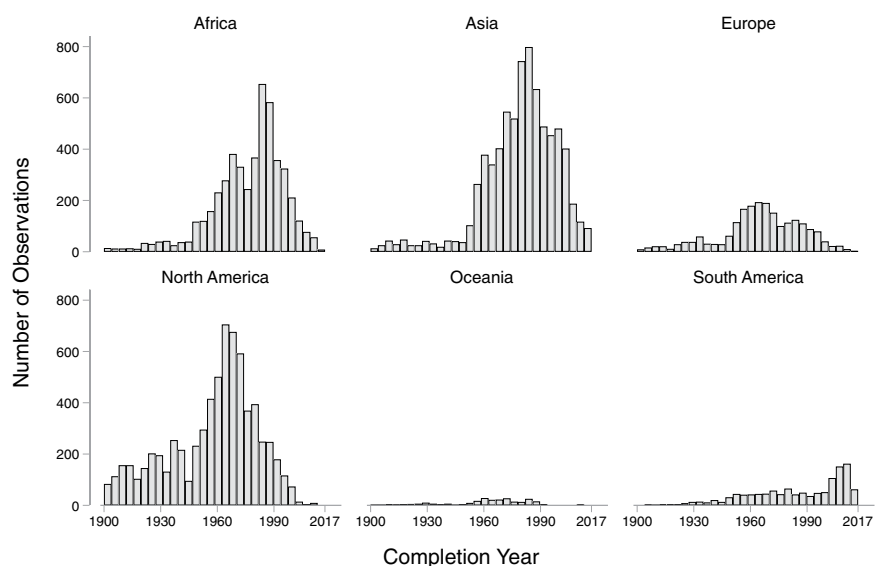 Africa
Asia
Europe
800
600
400
200
0
North America
Oceania
South America
800
600
400
200
0
1900 1930 1960 1990 2017
1900 1930 1960 1990 2017
1900 1930 1960 1990 2017
Number of Observations
Completion Year